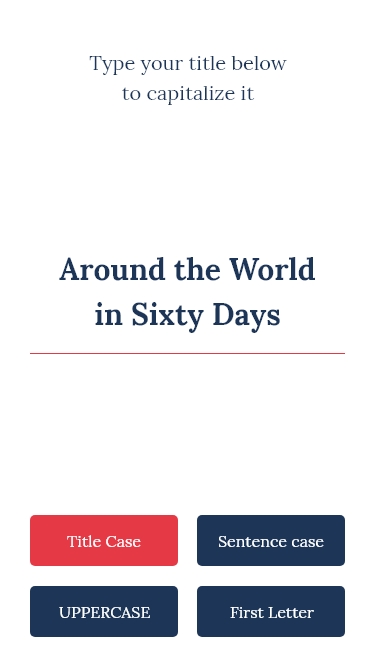 Type your title below
to capitalize it
Around the World
in Sixty Days
Title Case
Sentence case
UPPERCASE
First Letter